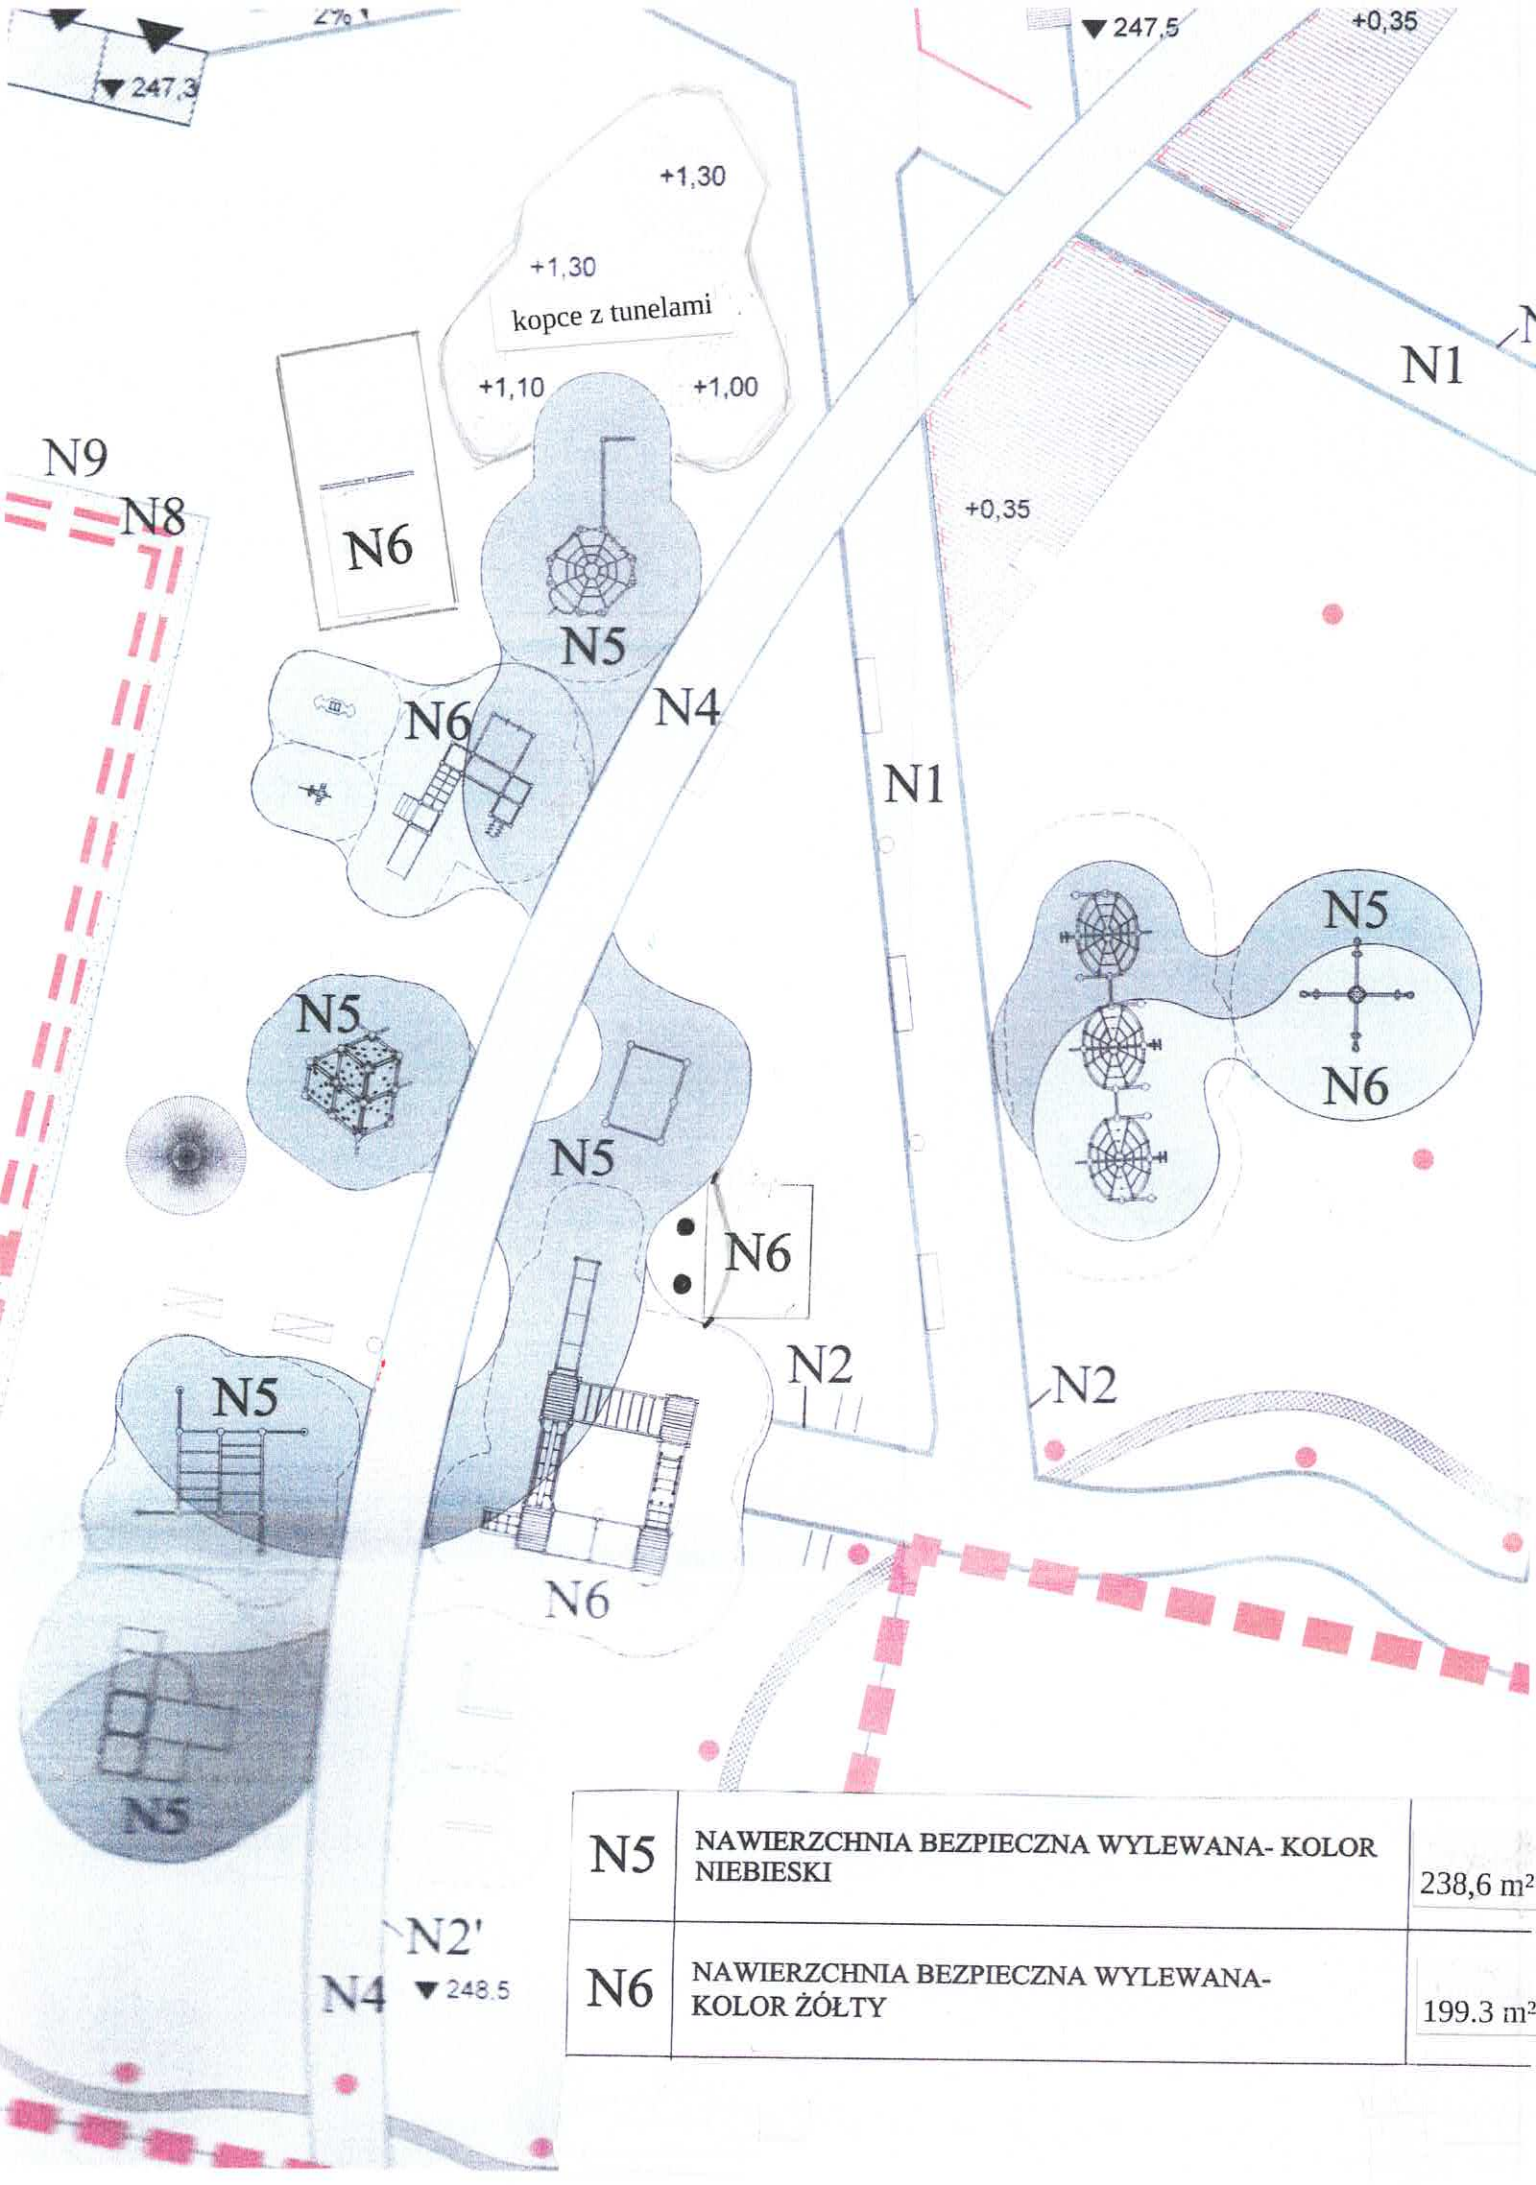 2%
247,3
247,5
+0,35
+1,30
+1,30
kopce z tunelami
+1,10
+1,00
N1
N9
N8
N6
+0,35
N5
N6
N4
N1
N5
N5
N6
N5
N5
N6
N2
N2
N5
N6
N5
N5 NAWIERZCHNIA BEZPIECZNA WYLEWANA- KOLOR
NIEBIESKI
238,6 m²
N2'
N4 248.5
N6 NAWIERZCHNIA BEZPIECZNA WYLEWANA-
KOLOR ŻÓŁTY
199.3 m²